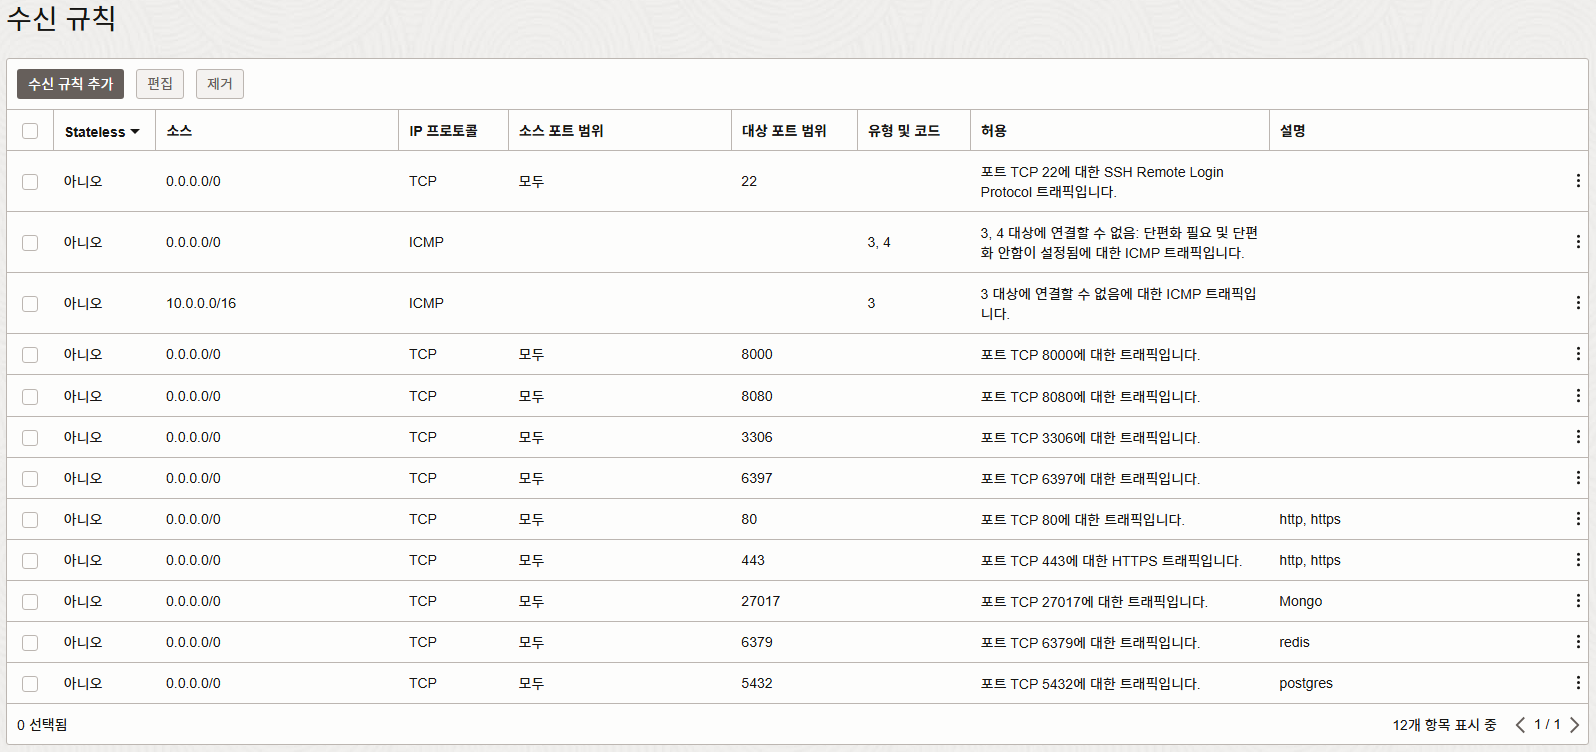 수신 규칙
수신 규칙 추가 편집 제거
Stateless 소스 IP 프로토콜 소스 포트 범위 대상 포트 범위 유형 및 코드 허용 설명
아니오 0.0.0.0/0 TCP 모두 22 포트 TCP 22에 대한 SSH Remote Login
Protocol 트래픽입니다.
아니오 0.0.0.0/0 ICMP 3, 4 3, 4 대상에 연결할 수 없음: 단편화 필요 및 단편
화 안함이 설정됨에 대한 ICMP 트래픽입니다.
아니오 10.0.0.0/16 ICMP 3 3 대상에 연결할 수 없음에 대한 ICMP 트래픽입
니다.
아니오 0.0.0.0/0 TCP 모두 8000 포트 TCP 8000에 대한 트래픽입니다.
아니오 0.0.0.0/0 TCP 모두 8080 포트 TCP 8080에 대한 트래픽입니다.
아니오 0.0.0.0/0 TCP 모두 3306 포트 TCP 3306에 대한 트래픽입니다.
아니오 0.0.0.0/0 TCP 모두 6397 포트 TCP 6397에 대한 트래픽입니다.
아니오 0.0.0.0/0 TCP 모두 80 포트 TCP 80에 대한 트래픽입니다. http, https
아니오 0.0.0.0/0 TCP 모두 443 포트 TCP 443에 대한 HTTPS 트래픽입니다. http, https
아니오 0.0.0.0/0 TCP 모두 27017 포트 TCP 27017에 대한 트래픽입니다. Mongo
아니오 0.0.0.0/0 TCP 모두 6379 포트 TCP 6379에 대한 트래픽입니다. redis
아니오 0.0.0.0/0 TCP 모두 5432 포트 TCP 5432에 대한 트래픽입니다. postgres
0 선택됨 12개 항목 표시 중 1 / 1